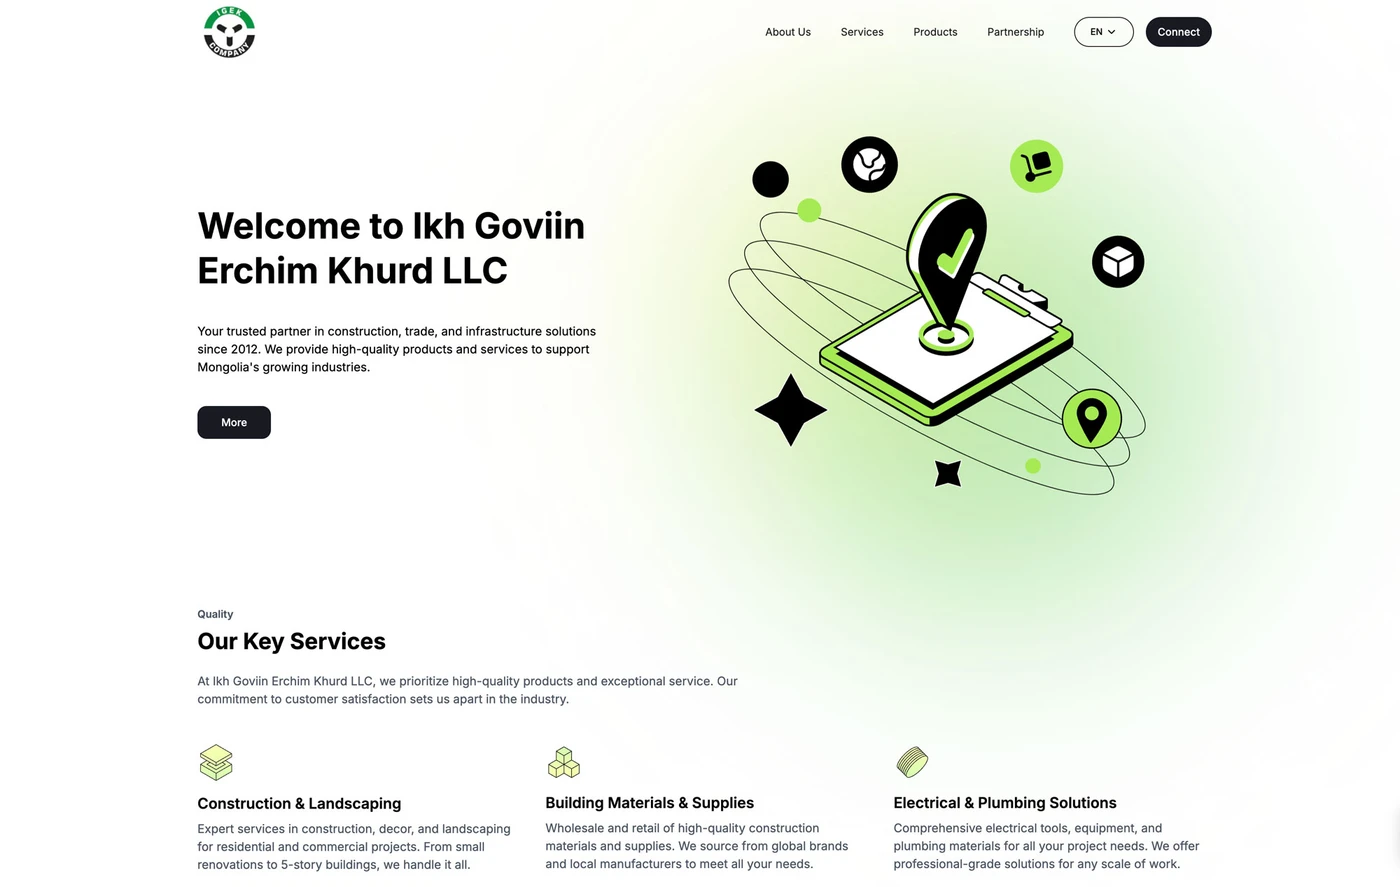 IGEK
COMPANY
About Us
Services
Products
Partnership
EN
Connect
Welcome to Ikh Goviin
Erchim Khurd LLC
Your trusted partner in construction, trade, and infrastructure solutions
since 2012. We provide high-quality products and services to support
Mongolia's growing industries.
More
Quality
Our Key Services
At Ikh Goviin Erchim Khurd LLC, we prioritize high-quality products and exceptional service. Our
commitment to customer satisfaction sets us apart in the industry.
Construction & Landscaping
Expert services in construction, decor, and landscaping
for residential and commercial projects. From small
renovations to 5-story buildings, we handle it all.
Building Materials & Supplies
Wholesale and retail of high-quality construction
materials and supplies. We source from global brands
and local manufacturers to meet all your needs.
Electrical & Plumbing Solutions
Comprehensive electrical tools, equipment, and
plumbing materials for all your project needs. We offer
professional-grade solutions for any scale of work.